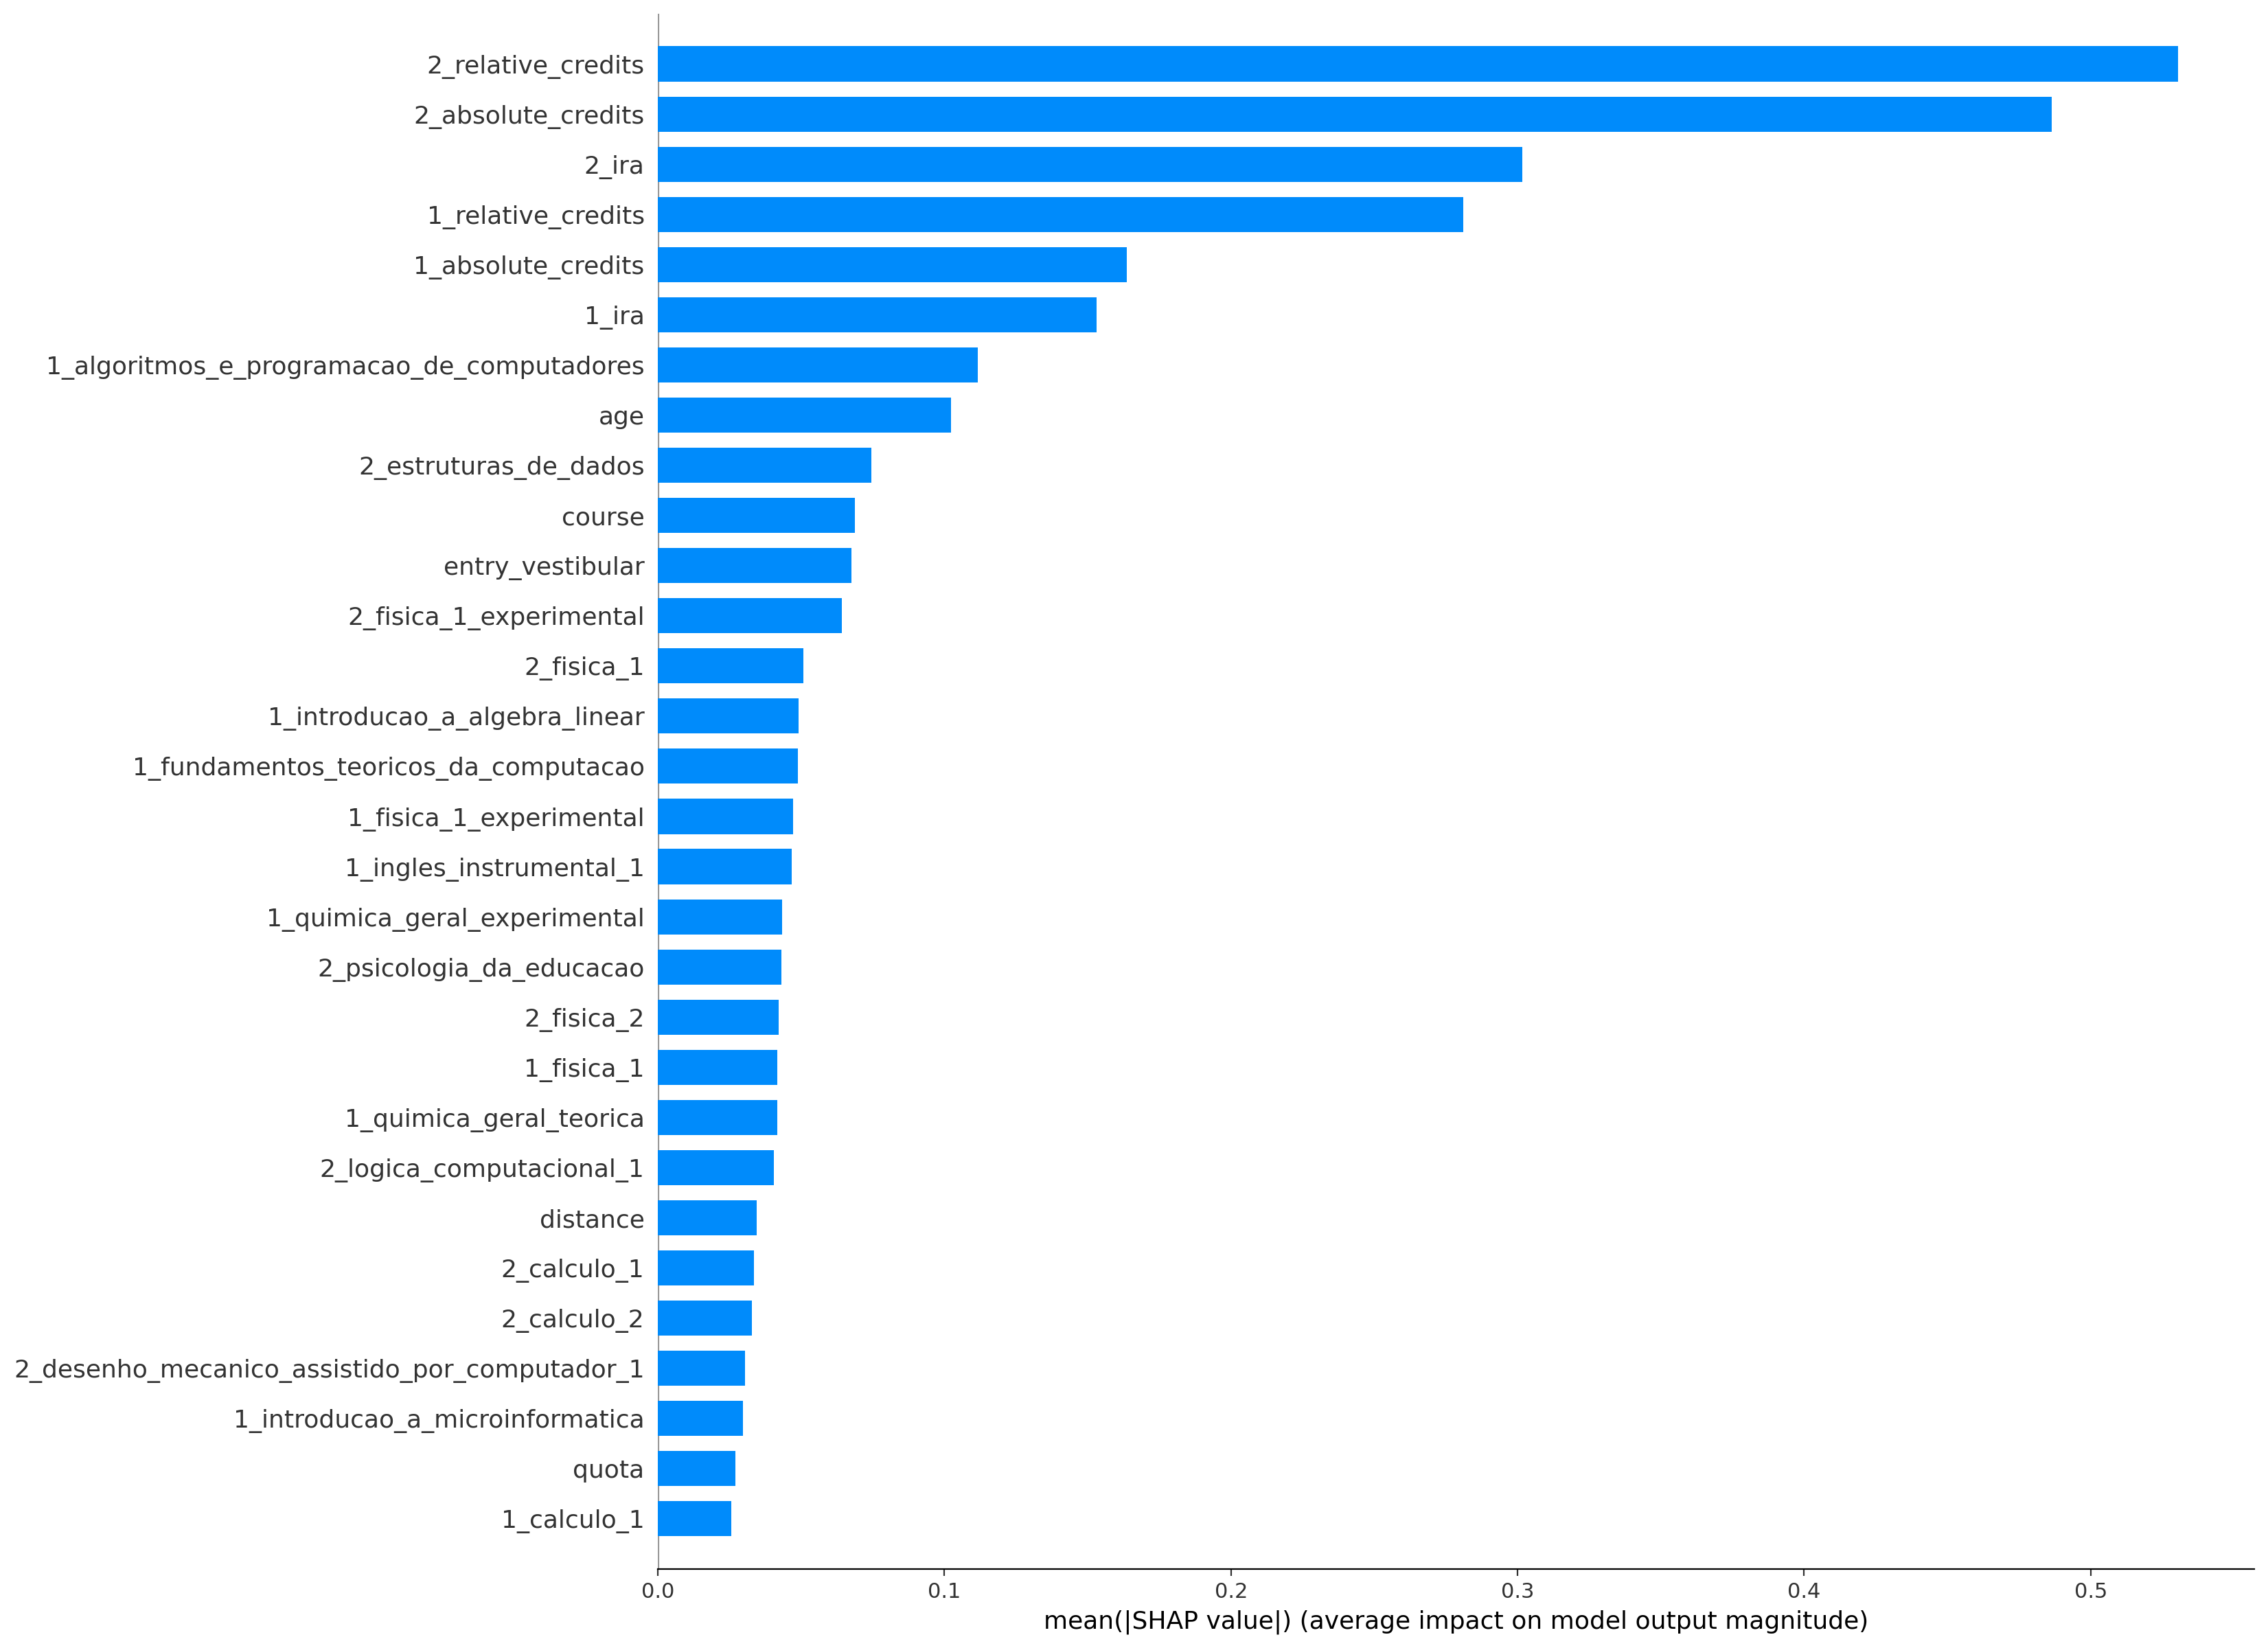 2_relative_credits
2_absolute_credits
2_ira
1_relative_credits
1_absolute_credits
1_ira
1_algoritmos_e_programacao_de_computadores
age
2_estruturas_de_dados
course
entry_vestibular
2_fisica_1_experimental
2_fisica_1
1_introducao_a_algebra_linear
1_fundamentos_teoricos_da_computacao
1_fisica_1_experimental
1_ingles_instrumental_1
1_quimica_geral_experimental
2_psicologia_da_educacao
2_fisica_2
1_fisica_1
1_quimica_geral_teorica
2_logica_computacional_1
distance
2_calculo_1
2_calculo_2
2_desenho_mecanico_assistido_por_computador_1
1_introducao_a_microinformatica
quota
1_calculo_1
0.0 0.1 0.2 0.3 0.4 0.5
mean(|SHAP value|) (average impact on model output magnitude)